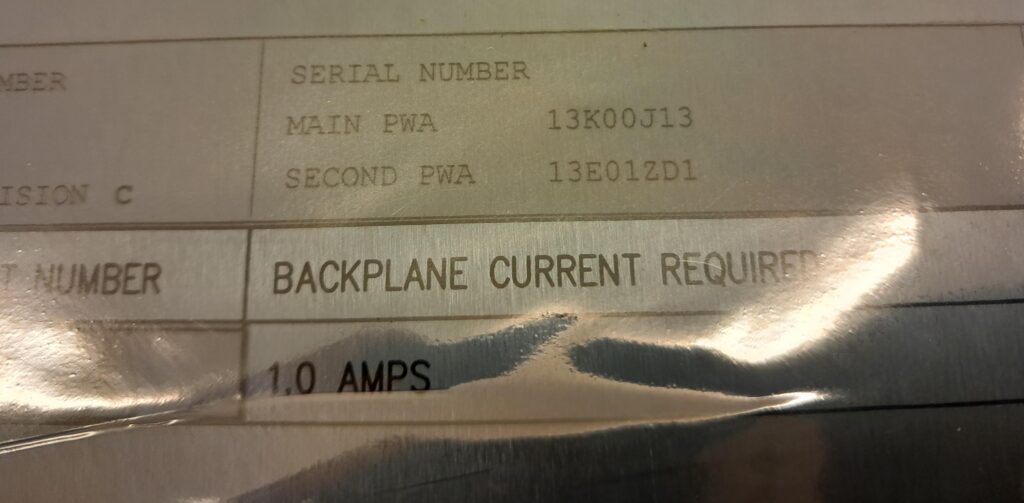 MBER
SERIAL NUMBER
MAIN PWA 13K00J13
SECOND PWA 13E01ZD1
ISION C
T NUMBER
BACKPLANE CURRENT REQUIRED
1.0 AMPS